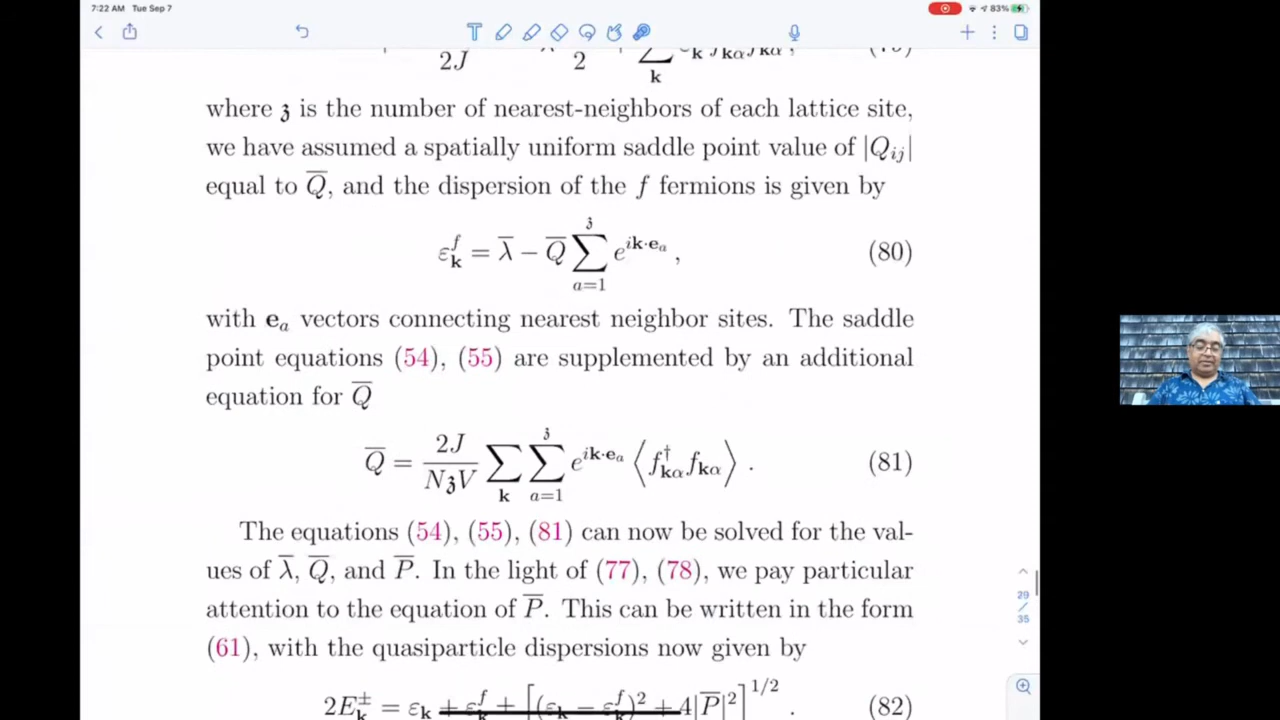 7:22 AM Tue Sep 7
83%
2J 2 k
where 𝔷 is the number of nearest-neighbors of each lattice site,
we have assumed a spatially uniform saddle point value of |Q_{ij}|
equal to Q̅, and the dispersion of the f fermions is given by
ε^f_𝐤 = λ̅ − Q̅ ∑_{a=1}^{𝔷} e^{i𝐤·𝐞_a} , (80)
with 𝐞_a vectors connecting nearest neighbor sites. The saddle
point equations (54), (55) are supplemented by an additional
equation for Q̅
Q̅ = 2J/(N𝔷V) ∑_𝐤 ∑_{a=1}^{𝔷} e^{i𝐤·𝐞_a} ⟨f†_{𝐤α} f_{𝐤α}⟩ . (81)
The equations (54), (55), (81) can now be solved for the val-
ues of λ̅, Q̅, and P̅. In the light of (77), (78), we pay particular
attention to the equation of P̅. This can be written in the form
(61), with the quasiparticle dispersions now given by
2E^±_𝐤 = ε_𝐤 + ε^f_𝐤 ± [(ε_𝐤 − ε^f_𝐤)² + 4|P̅|²]^{1/2} . (82)
29
/
35